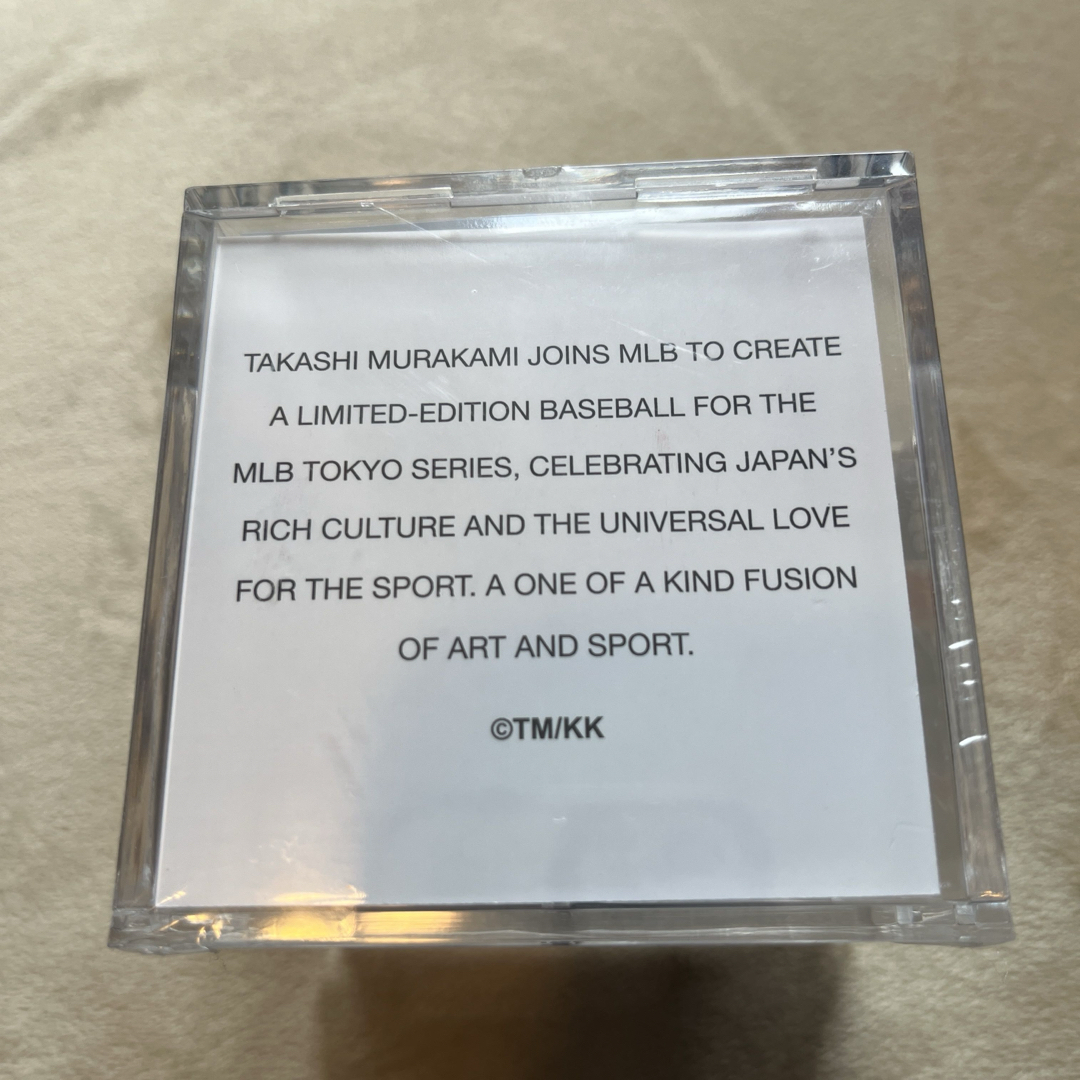 TAKASHI MURAKAMI JOINS MLB TO CREATE
A LIMITED-EDITION BASEBALL FOR THE
MLB TOKYO SERIES, CELEBRATING JAPAN'S
RICH CULTURE AND THE UNIVERSAL LOVE
FOR THE SPORT. A ONE OF A KIND FUSION
OF ART AND SPORT.
©TM/KK